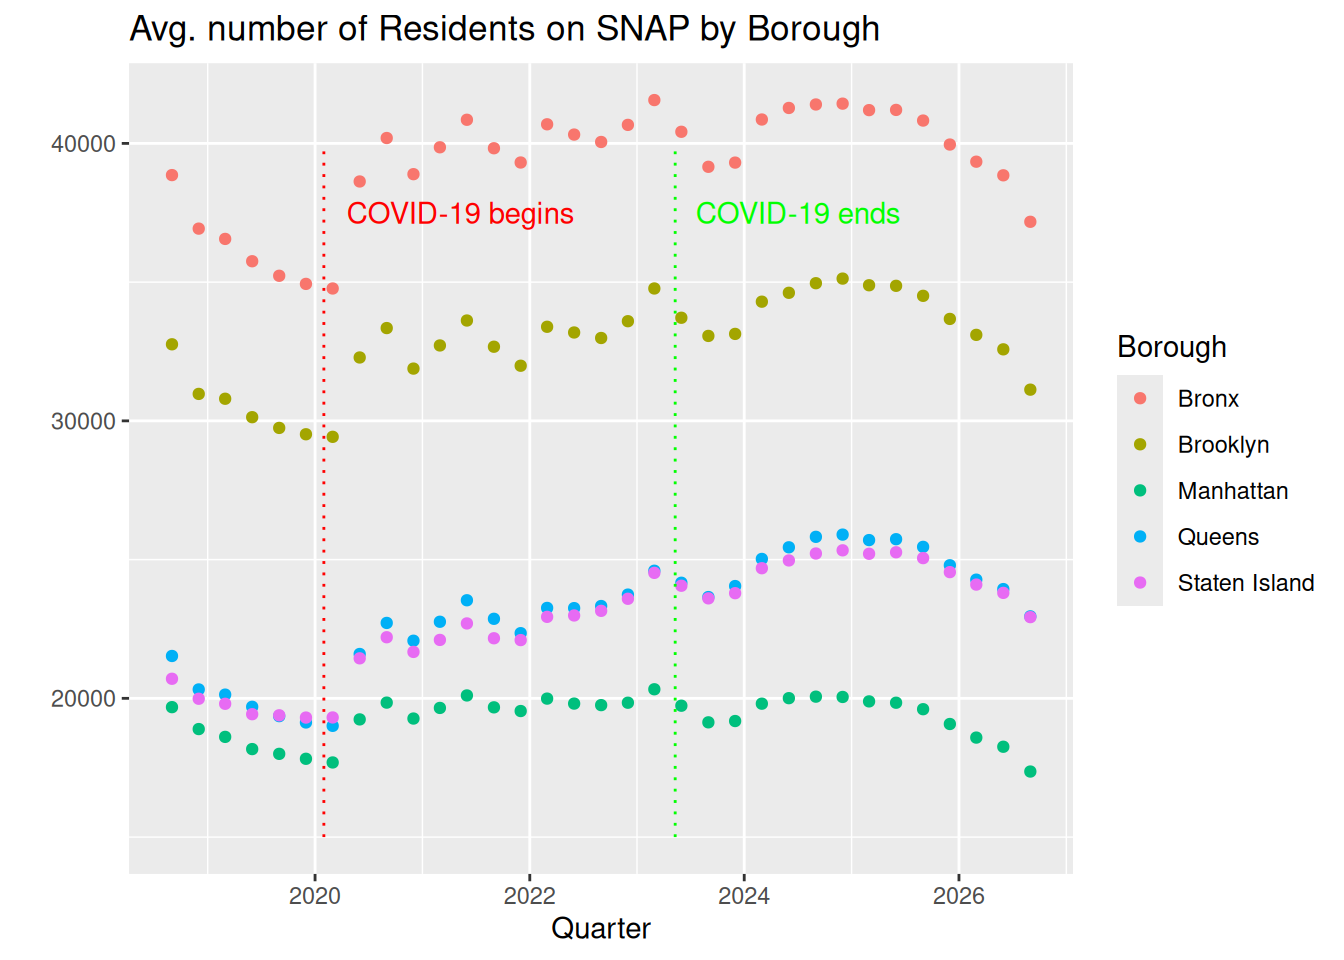 Avg. number of Residents on SNAP by Borough
40000
30000
20000
COVID-19 begins
COVID-19 ends
2020
2022
2024
2026
Quarter
Borough
Bronx
Brooklyn
Manhattan
Queens
Staten Island